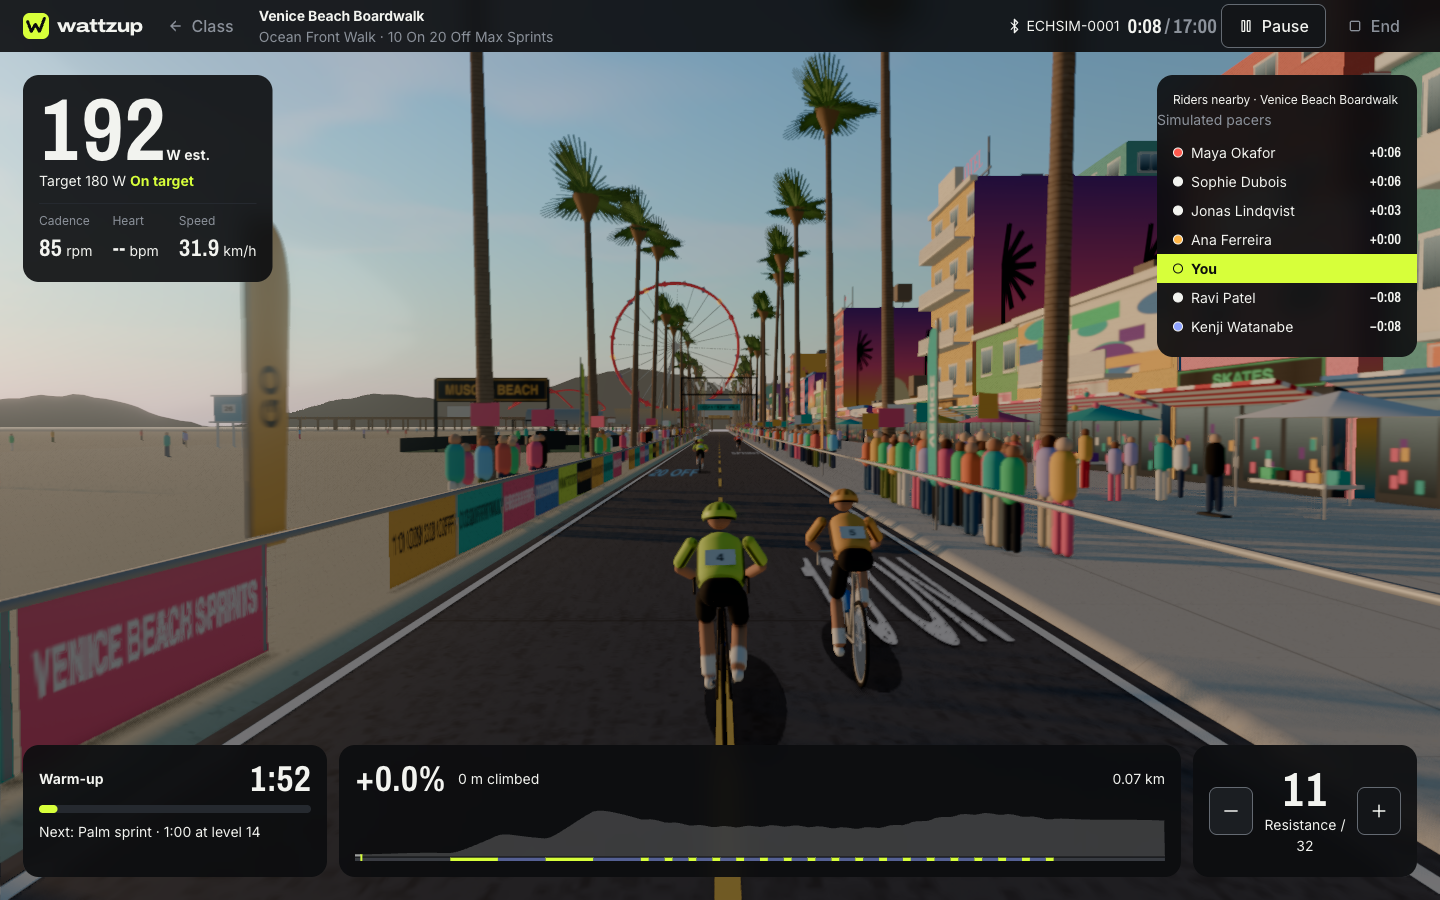 wattzup
Class
Venice Beach Boardwalk
Ocean Front Walk · 10 On 20 Off Max Sprints
ECHSIM-0001 0:08 / 17:00
Pause
End
192 W est.
Target 180 W On target
Cadence Heart Speed
85 rpm -- bpm 31.9 km/h
Riders nearby · Venice Beach Boardwalk
Simulated pacers
Maya Okafor +0:06
Sophie Dubois +0:06
Jonas Lindqvist +0:03
Ana Ferreira +0:00
You
Ravi Patel −0:08
Kenji Watanabe −0:08
GO
MUSCLE BEACH
SKATES
20 OFF
4
5
VENICE BEACH SPRINTS
Warm-up 1:52
Next: Palm sprint · 1:00 at level 14
+0.0% 0 m climbed 0.07 km
−
11
+
Resistance /
32